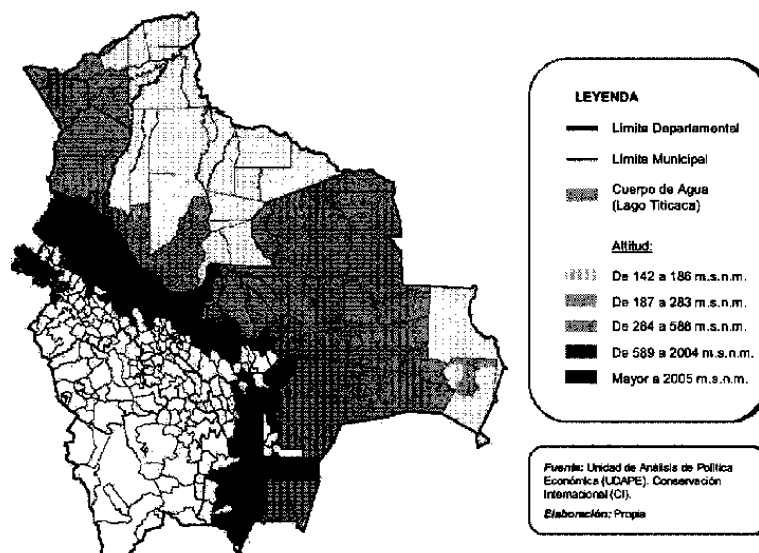 LEYENDA
Límite Departamental
Límite Municipal
Cuerpo de Agua
(Lago Titicaca)
Altitud:
De 142 a 186 m.s.n.m.
De 187 a 283 m.s.n.m.
De 284 a 588 m.s.n.m.
De 589 a 2004 m.s.n.m.
Mayor a 2005 m.s.n.m.
Fuente: Unidad de Análisis de Política
Económica (UDAPE). Conservación
Internacional (CI).
Elaboración: Propia